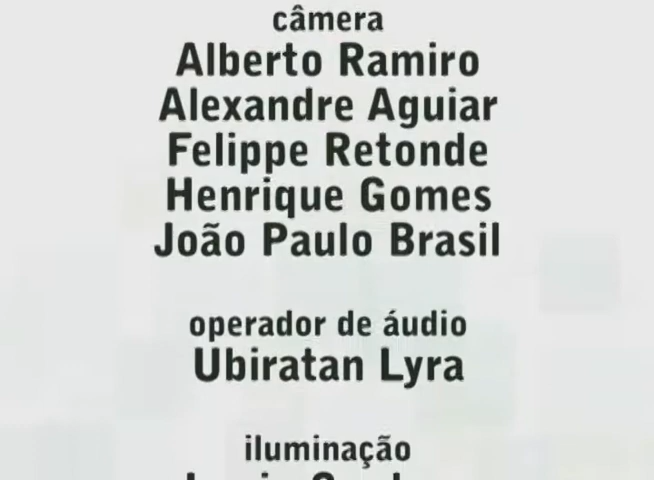 câmera
Alberto Ramiro
Alexandre Aguiar
Felippe Retonde
Henrique Gomes
João Paulo Brasil
operador de áudio
Ubiratan Lyra
iluminação